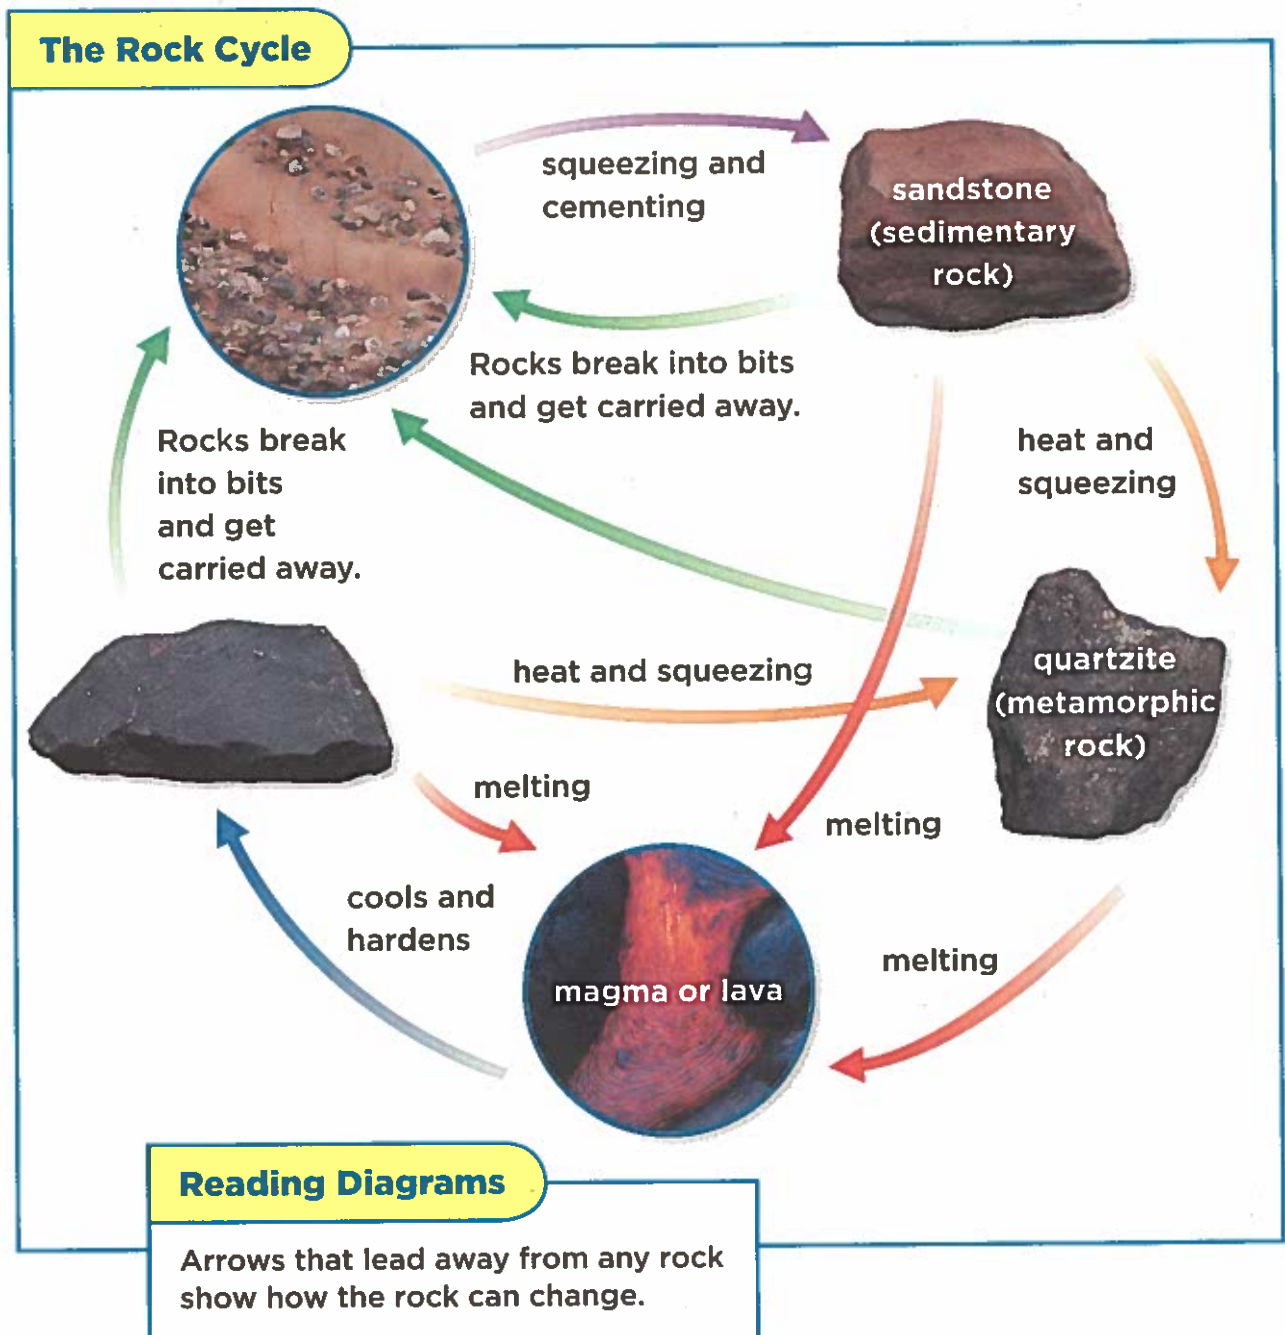 The Rock Cycle
squeezing and
cementing
sandstone
(sedimentary
rock)
Rocks break into bits
and get carried away.
Rocks break
into bits
and get
carried away.
heat and
squeezing
heat and squeezing
quartzite
(metamorphic
rock)
melting
melting
cools and
hardens
melting
magma or lava
Reading Diagrams
Arrows that lead away from any rock
show how the rock can change.